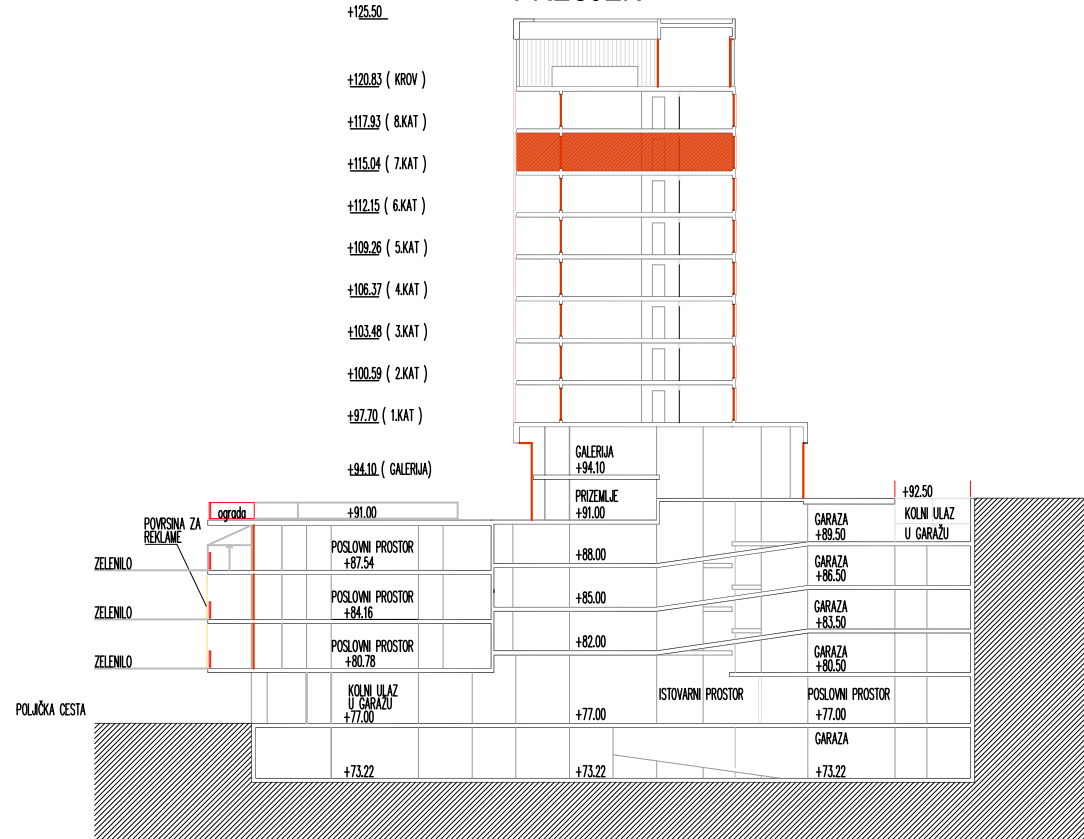 +125.50
+120.83 ( KROV )
+117.93 ( 8.KAT )
+115.04 ( 7.KAT )
+112.15 ( 6.KAT )
+109.26 ( 5.KAT )
+106.37 ( 4.KAT )
+103.48 ( 3.KAT )
+100.59 ( 2.KAT )
+97.70 ( 1.KAT )
+94.10 ( GALERIJA)
GALERIJA
+94.10
PRIZEMLJE
+91.00
ograda
+91.00
+92.50
KOLNI ULAZ
U GARAŽU
POVRSINA ZA
REKLAME
ZELENILO
ZELENILO
ZELENILO
POSLOVNI PROSTOR
+87.54
POSLOVNI PROSTOR
+84.16
POSLOVNI PROSTOR
+80.78
+88.00
+85.00
+82.00
GARAZA
+89.50
GARAZA
+86.50
GARAZA
+83.50
GARAZA
+80.50
POLJIČKA CESTA
KOLNI ULAZ
U GARAŽU
+77.00
+77.00
ISTOVARNI PROSTOR
POSLOVNI PROSTOR
+77.00
GARAZA
+73.22
+73.22
+73.22